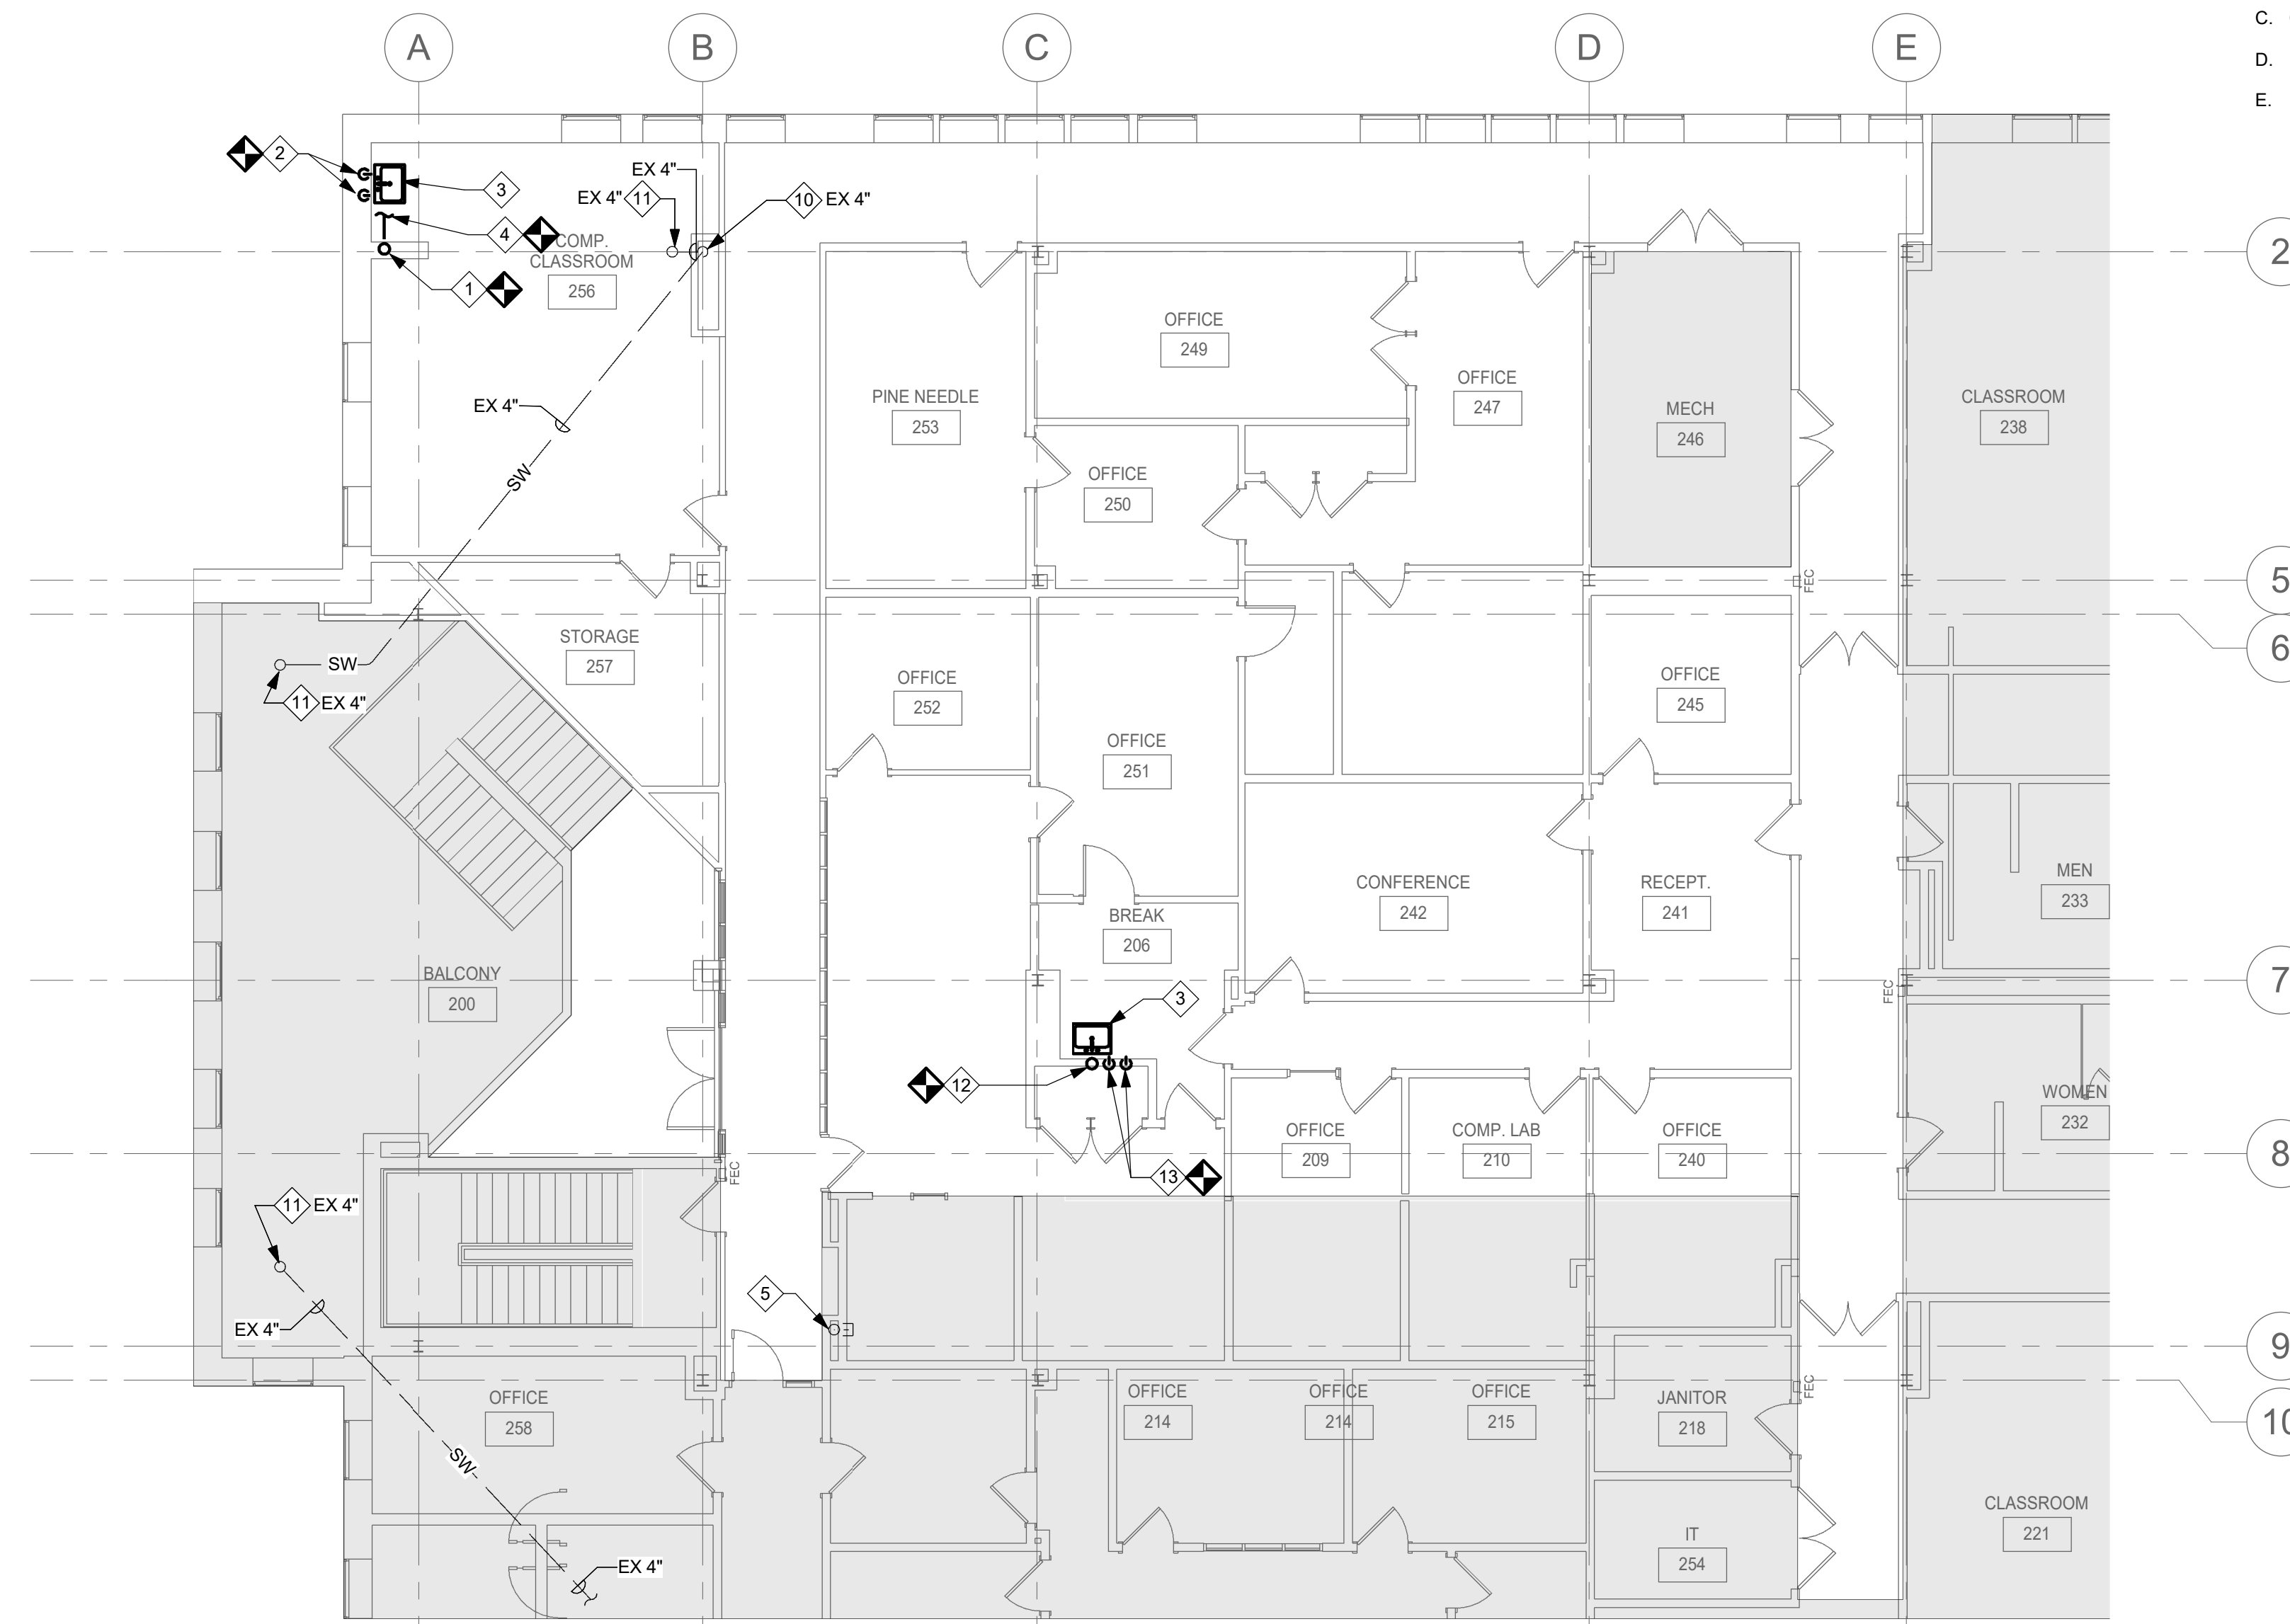 C.
A B C D E
D.
E.
2
EX 4"
EX 4" 11
10 EX 4"
3
4
COMP.
CLASSROOM
256
1
2
OFFICE
249
OFFICE
247
PINE NEEDLE
253
MECH
246
CLASSROOM
238
EX 4"
SW
OFFICE
250
FEC
5
STORAGE
257
6
SW
11 EX 4"
OFFICE
252
OFFICE
245
OFFICE
251
CONFERENCE
242
RECEPT.
241
MEN
233
BREAK
206
BALCONY
200
7
FEC
3
12
WOMEN
232
OFFICE
209
COMP. LAB
210
OFFICE
240
8
FEC
13
11 EX 4"
5
EX 4"
9
FEC
OFFICE
258
OFFICE
214
OFFICE
214
OFFICE
215
JANITOR
218
10
SW
CLASSROOM
221
IT
254
EX 4"